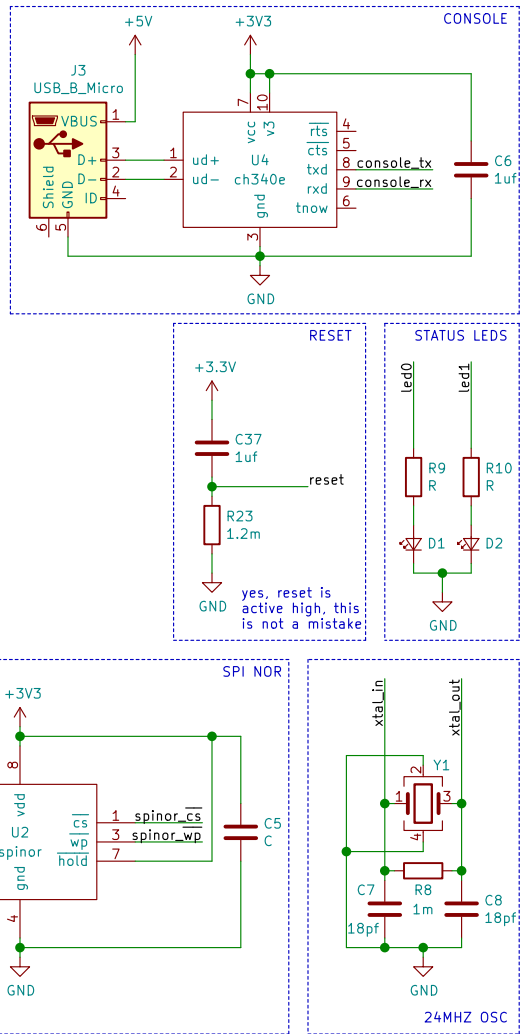 CONSOLE
+5V
+3V3
J3
USB_B_Micro
VBUS
1
D+
3
D-
2
ID
4
Shield
GND
6
5
7
10
vcc
v3
1
ud+
2
ud-
U4
ch340e
rts
4
cts
5
txd
8
console_tx
rxd
9
console_rx
tnow
6
gnd
3
C6
1uf
GND
RESET
+3.3V
C37
1uf
reset
R23
1.2m
GND
yes, reset is
active high, this
is not a mistake
STATUS LEDS
led0
led1
R9
R
R10
R
D1
D2
GND
SPI NOR
+3V3
8
vdd
U2
spinor
cs
1
spinor_cs
wp
3
spinor_wp
hold
7
gnd
4
C5
C
GND
xtal_in
xtal_out
Y1
2
1
3
4
R8
1m
C7
18pf
C8
18pf
GND
24MHZ OSC